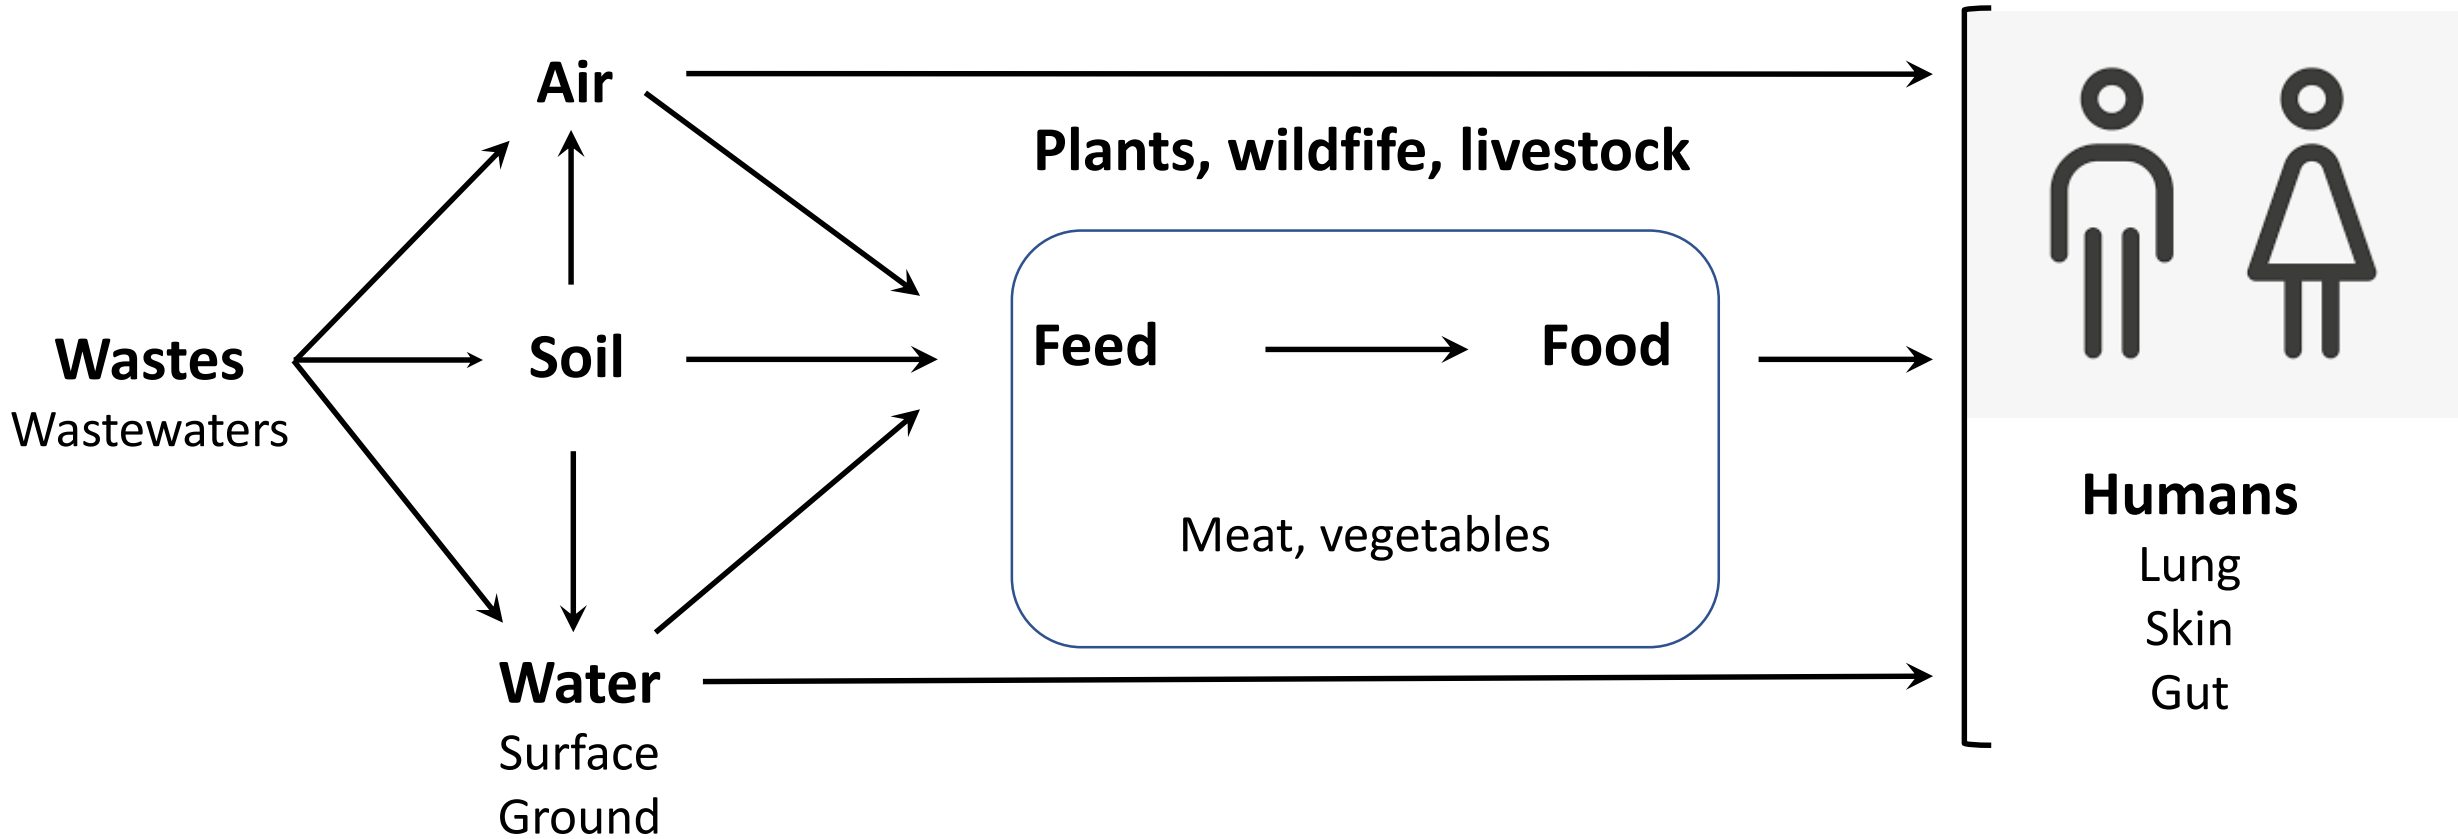 Air
Plants, wildfife, livestock
Wastes
Wastewaters
Soil
Feed
Food
Meat, vegetables
Water
Surface
Ground
Humans
Lung
Skin
Gut